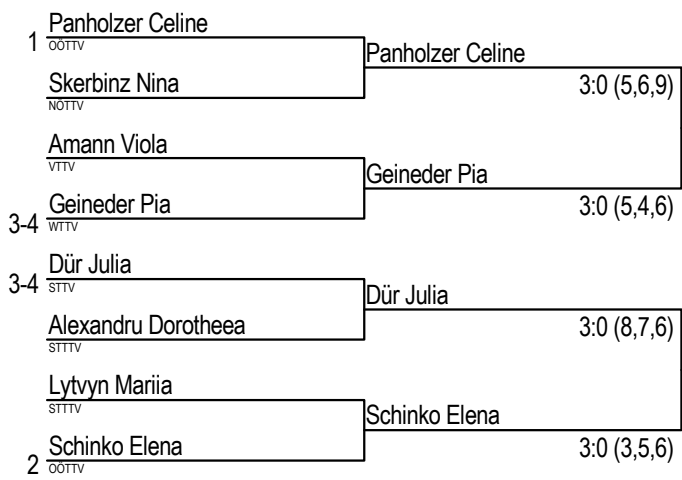 Panholzer Celine
1 OÖTTV
Panholzer Celine
Skerbinz Nina
3:0 (5,6,9)
NÖTTV
Amann Viola
VTTV
Geineder Pia
Geineder Pia
3:0 (5,4,6)
3-4 WTTV
Dür Julia
3-4 STTV
Dür Julia
Alexandru Dorotheea
3:0 (8,7,6)
STTTV
Lytvyn Mariia
STTTV
Schinko Elena
Schinko Elena
3:0 (3,5,6)
2 OÖTTV